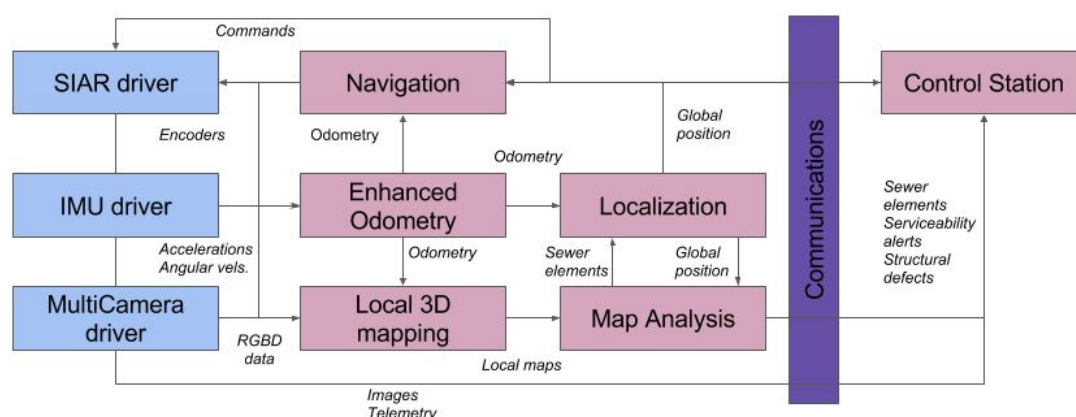 Commands
SIAR driver
Navigation
Control Station
Encoders
Odometry
Global
position
Odometry
Communications
Sewer
elements
Serviceability
alerts
Structural
defects
IMU driver
Enhanced
Odometry
Localization
Accelerations
Angular vels.
Odometry
Sewer
elements
Global
position
MultiCamera
driver
Local 3D
mapping
Map Analysis
RGBD
data
Local maps
Images
Telemetry